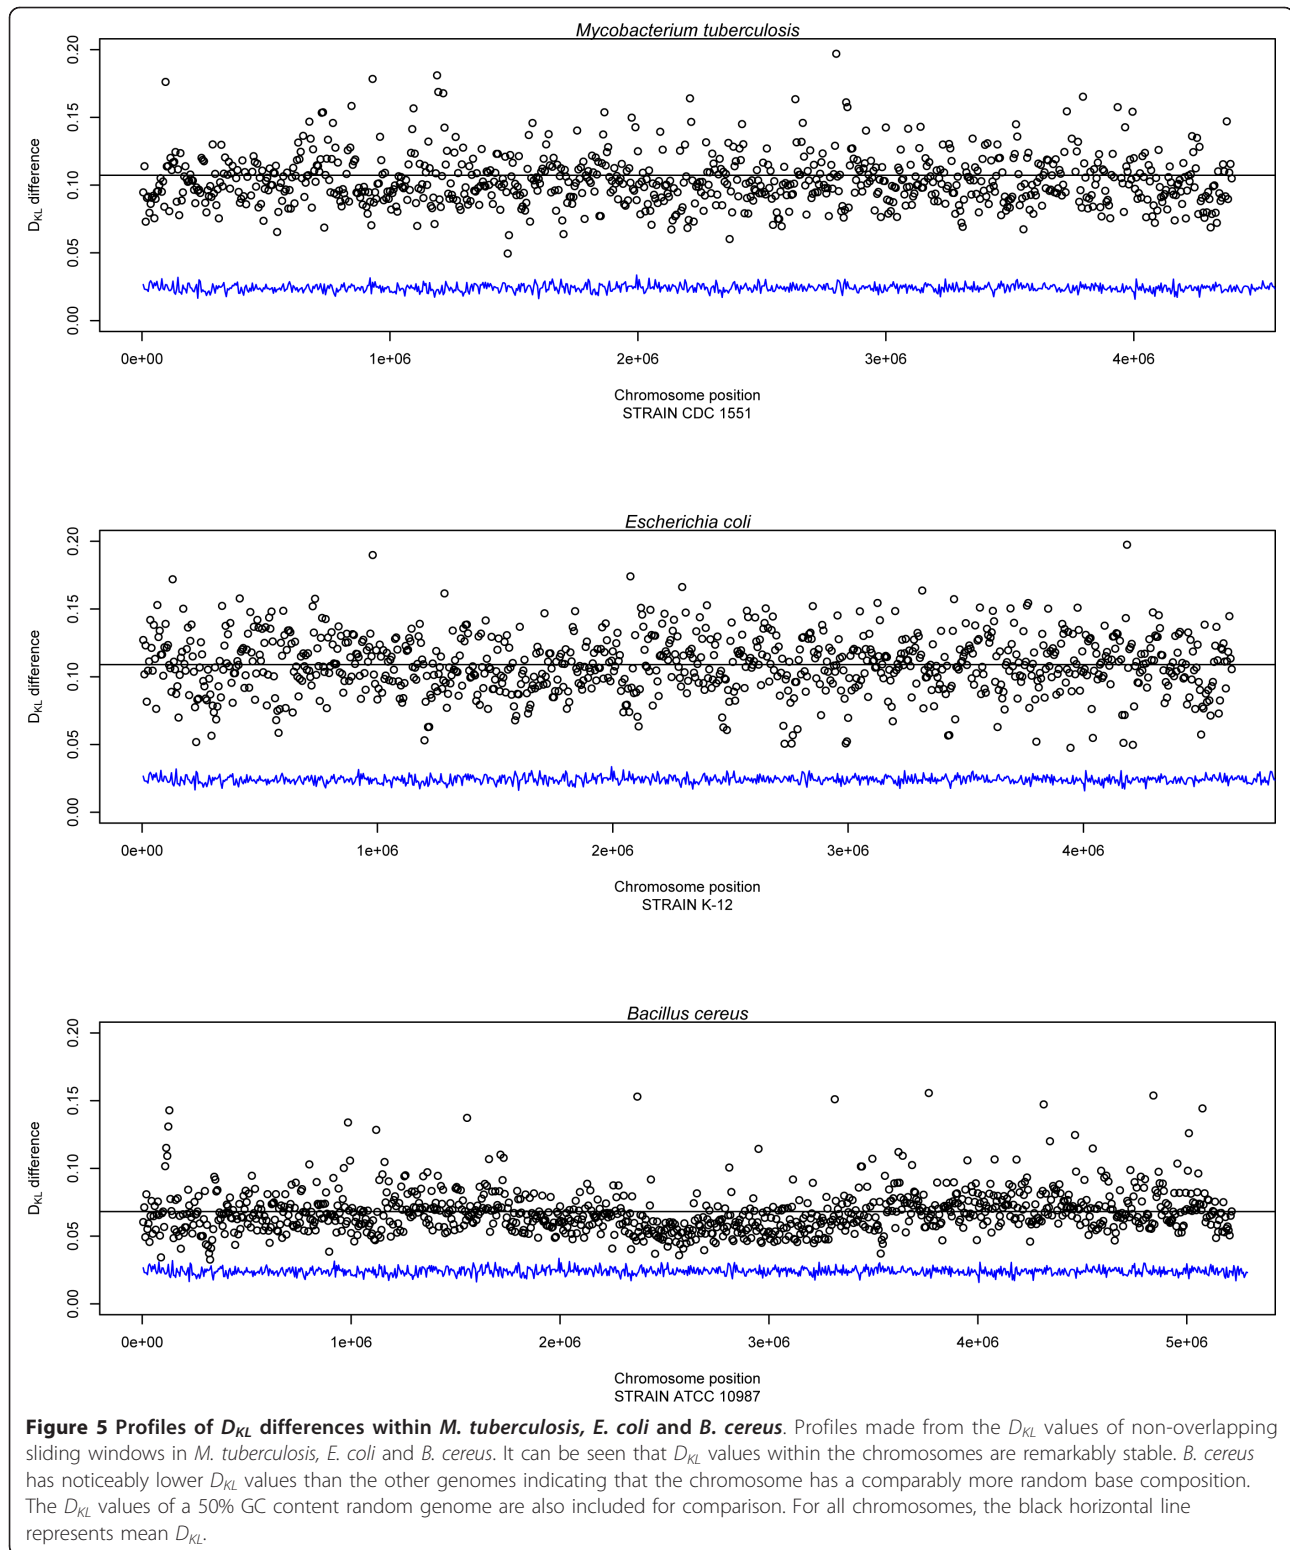 Mycobacterium tuberculosis
0.20
0.15
0.10
0.05
0.00
DKL difference
0e+00 1e+06 2e+06 3e+06 4e+06
Chromosome position
STRAIN CDC 1551
Escherichia coli
0.20
0.15
0.10
0.05
0.00
DKL difference
0e+00 1e+06 2e+06 3e+06 4e+06
Chromosome position
STRAIN K-12
Bacillus cereus
0.20
0.15
0.10
0.05
0.00
DKL difference
0e+00 1e+06 2e+06 3e+06 4e+06 5e+06
Chromosome position
STRAIN ATCC 10987
Figure 5 Profiles of DKL differences within M. tuberculosis, E. coli and B. cereus. Profiles made from the DKL values of non-overlapping
sliding windows in M. tuberculosis, E. coli and B. cereus. It can be seen that DKL values within the chromosomes are remarkably stable. B. cereus
has noticeably lower DKL values than the other genomes indicating that the chromosome has a comparably more random base composition.
The DKL values of a 50% GC content random genome are also included for comparison. For all chromosomes, the black horizontal line
represents mean DKL.